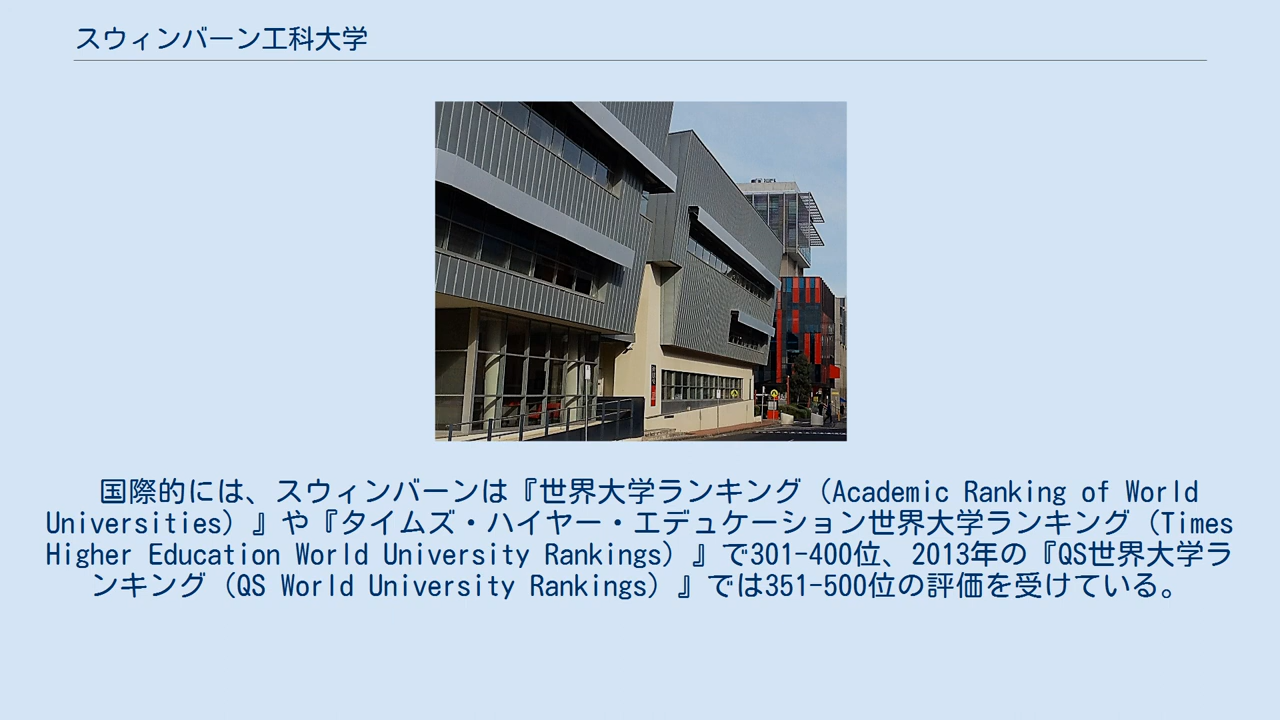 スウィンバーン工科大学
国際的には、スウィンバーンは『世界大学ランキング（Academic Ranking of World
Universities）』や『タイムズ・ハイヤー・エデュケーション世界大学ランキング（Times
Higher Education World University Rankings）』で301-400位、2013年の『QS世界大学ラ
ンキング（QS World University Rankings）』では351-500位の評価を受けている。